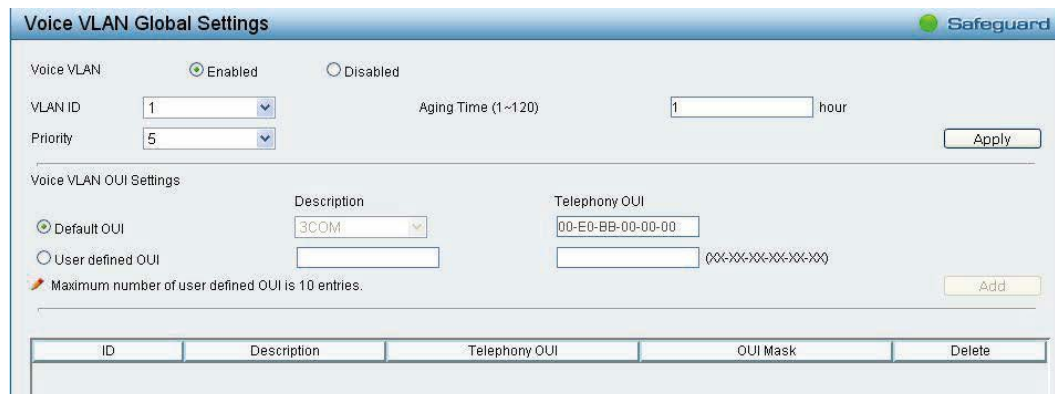 Voice VLAN Global Settings Safeguard
Voice VLAN Enabled Disabled
VLAN ID 1 Aging Time (1~120) 1 hour
Priority 5 Apply
Voice VLAN OUI Settings
Description Telephony OUI
Default OUI 3COM 00-E0-BB-00-00-00
User defined OUI (XX-XX-XX-XX-XX-XX)
Maximum number of user defined OUI is 10 entries. Add
ID Description Telephony OUI OUI Mask Delete